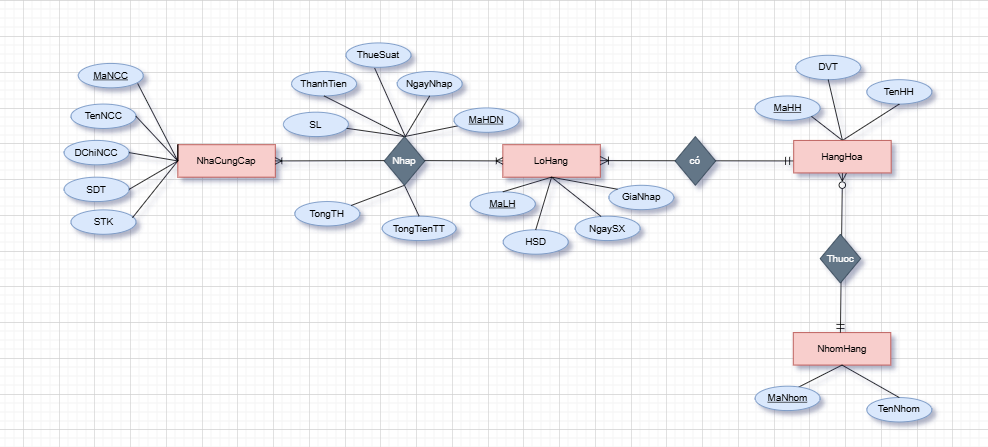 ThueSuat
ThanhTien
NgayNhap
MaHDN
SL
MaNCC
TenNCC
DChiNCC
SDT
STK
NhaCungCap
Nhap
LoHang
có
HangHoa
DVT
TenHH
MaHH
TongTH
TongTienTT
MaLH
HSD
NgaySX
GiaNhap
Thuoc
NhomHang
MaNhom
TenNhom